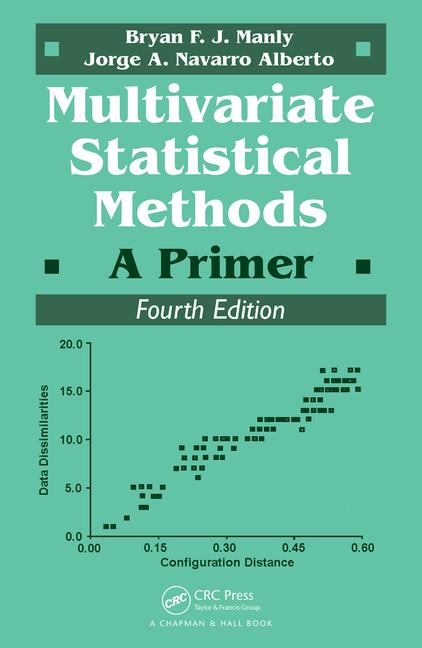 Bryan F. J. Manly
Jorge A. Navarro Alberto
Multivariate
Statistical
Methods
A Primer
Fourth Edition
20.0
15.0
10.0
5.0
0.0
Data Dissimilarities
0.00 0.15 0.30 0.45 0.60
Configuration Distance
CRC CRC Press
Taylor & Francis Group
A CHAPMAN & HALL BOOK